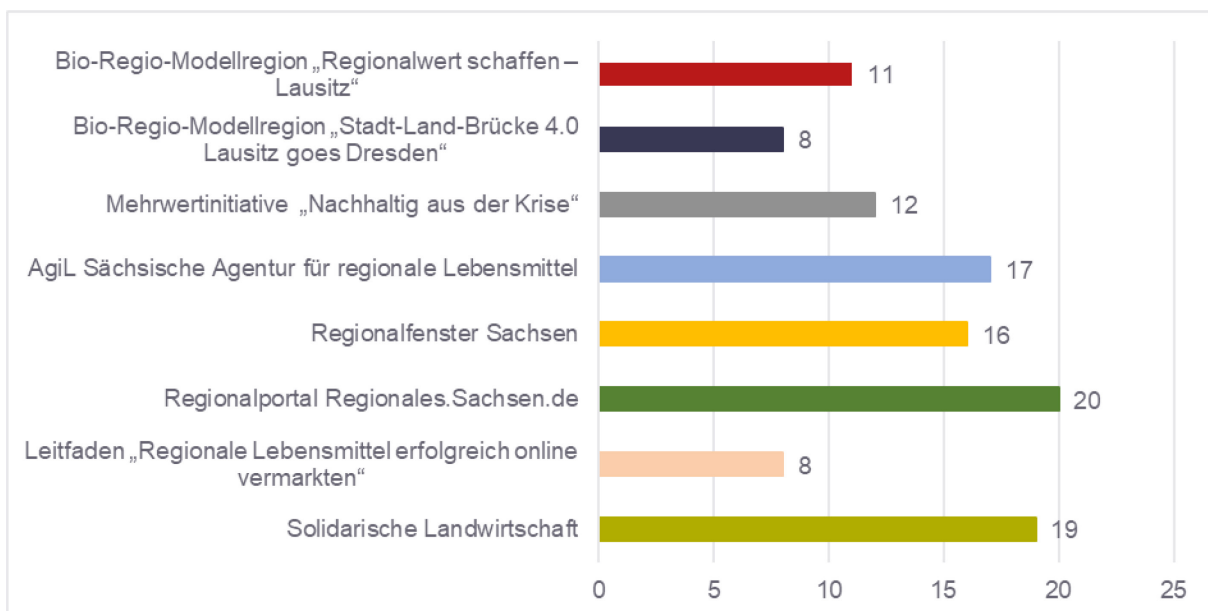 Bio-Regio-Modellregion „Regionalwert schaffen –
Lausitz“
11
Bio-Regio-Modellregion „Stadt-Land-Brücke 4.0
Lausitz goes Dresden“
8
Mehrwertinitiative „Nachhaltig aus der Krise“
12
AgiL Sächsische Agentur für regionale Lebensmittel
17
Regionalfenster Sachsen
16
Regionalportal Regionales.Sachsen.de
20
Leitfaden „Regionale Lebensmittel erfolgreich online
vermarkten“
8
Solidarische Landwirtschaft
19
0 5 10 15 20 25